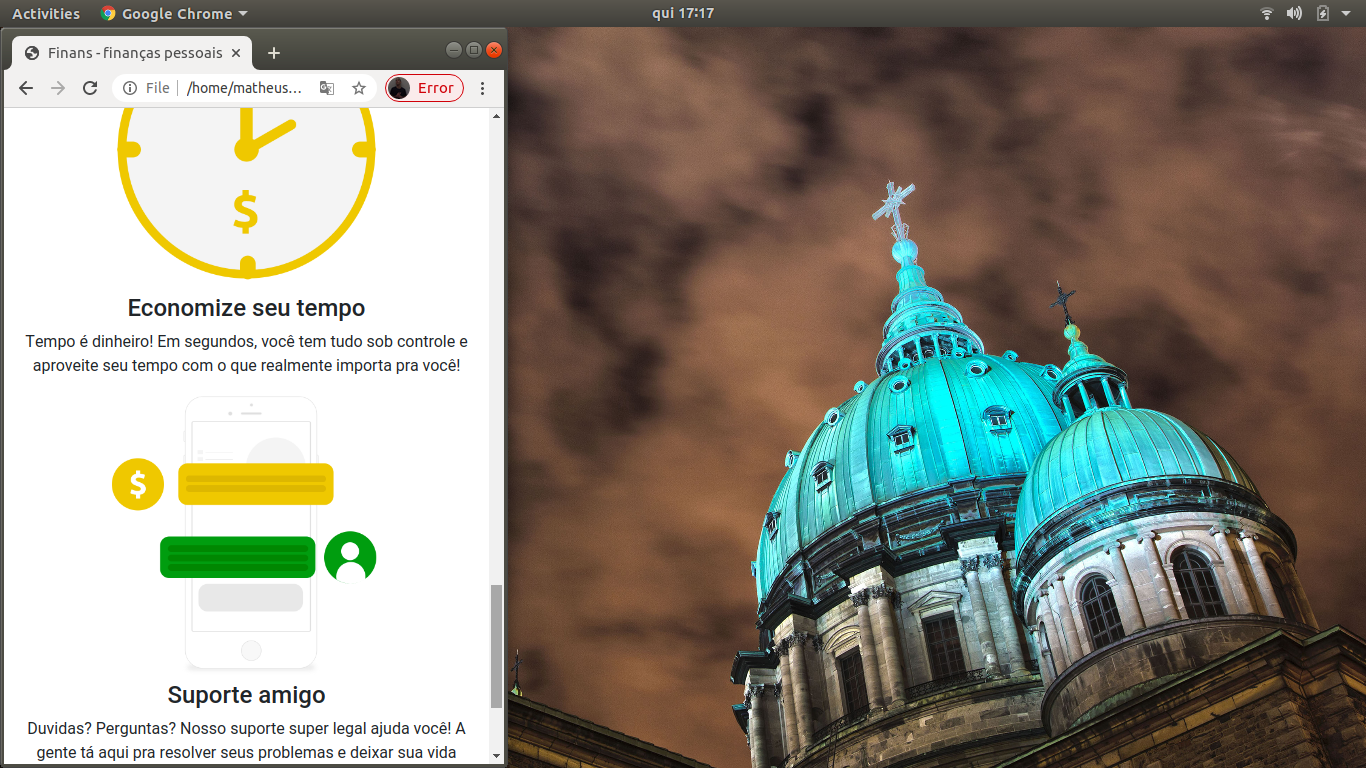 Activities Google Chrome qui 17:17
Finans - finanças pessoais
File /home/matheus... Error
$
Economize seu tempo
Tempo é dinheiro! Em segundos, você tem tudo sob controle e
aproveite seu tempo com o que realmente importa pra você!
$
Suporte amigo
Duvidas? Perguntas? Nosso suporte super legal ajuda você! A
gente tá aqui pra resolver seus problemas e deixar sua vida